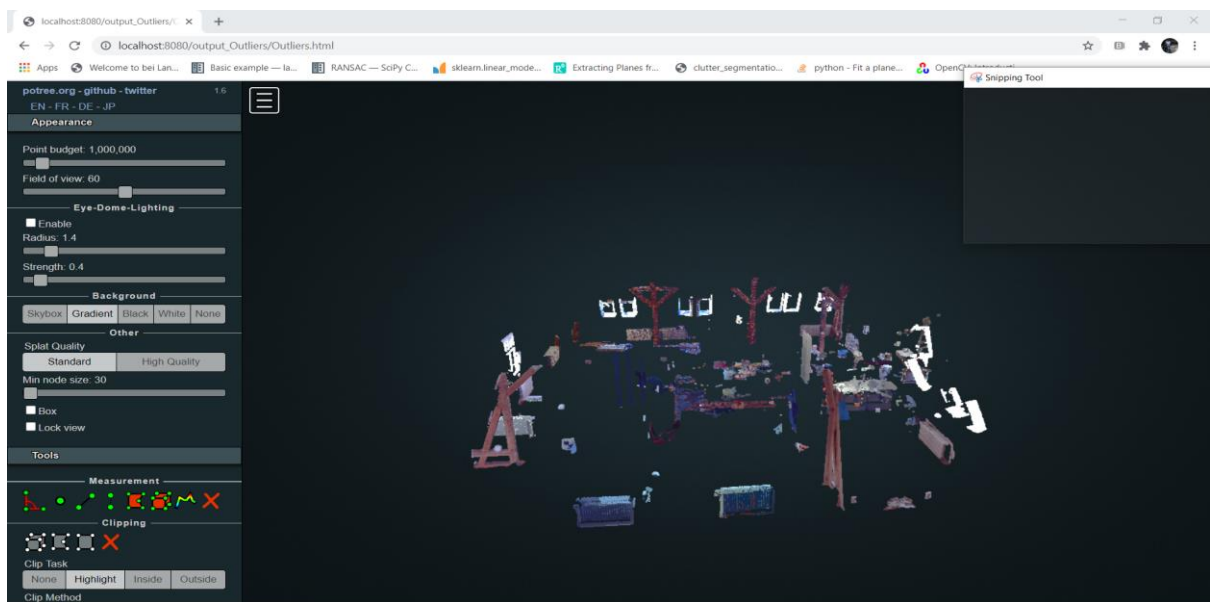 localhost:8080/output_Outliers/
localhost:8080/output_Outliers/Outliers.html
Apps Welcome to bei Lan... Basic example — la... RANSAC — SciPy C... sklearn.linear_mode... Extracting Planes fr... clutter_segmentatio... python - Fit a plane...
Snipping Tool
potree.org - github - twitter 1.6
EN - FR - DE - JP
Appearance
Point budget: 1,000,000
Field of view: 60
Eye-Dome-Lighting
Enable
Radius: 1.4
Strength: 0.4
Background
Skybox Gradient Black White None
Other
Splat Quality
Standard High Quality
Min node size: 30
Box
Lock view
Tools
Measurement
Clipping
Clip Task
None Highlight Inside Outside
Clip Method